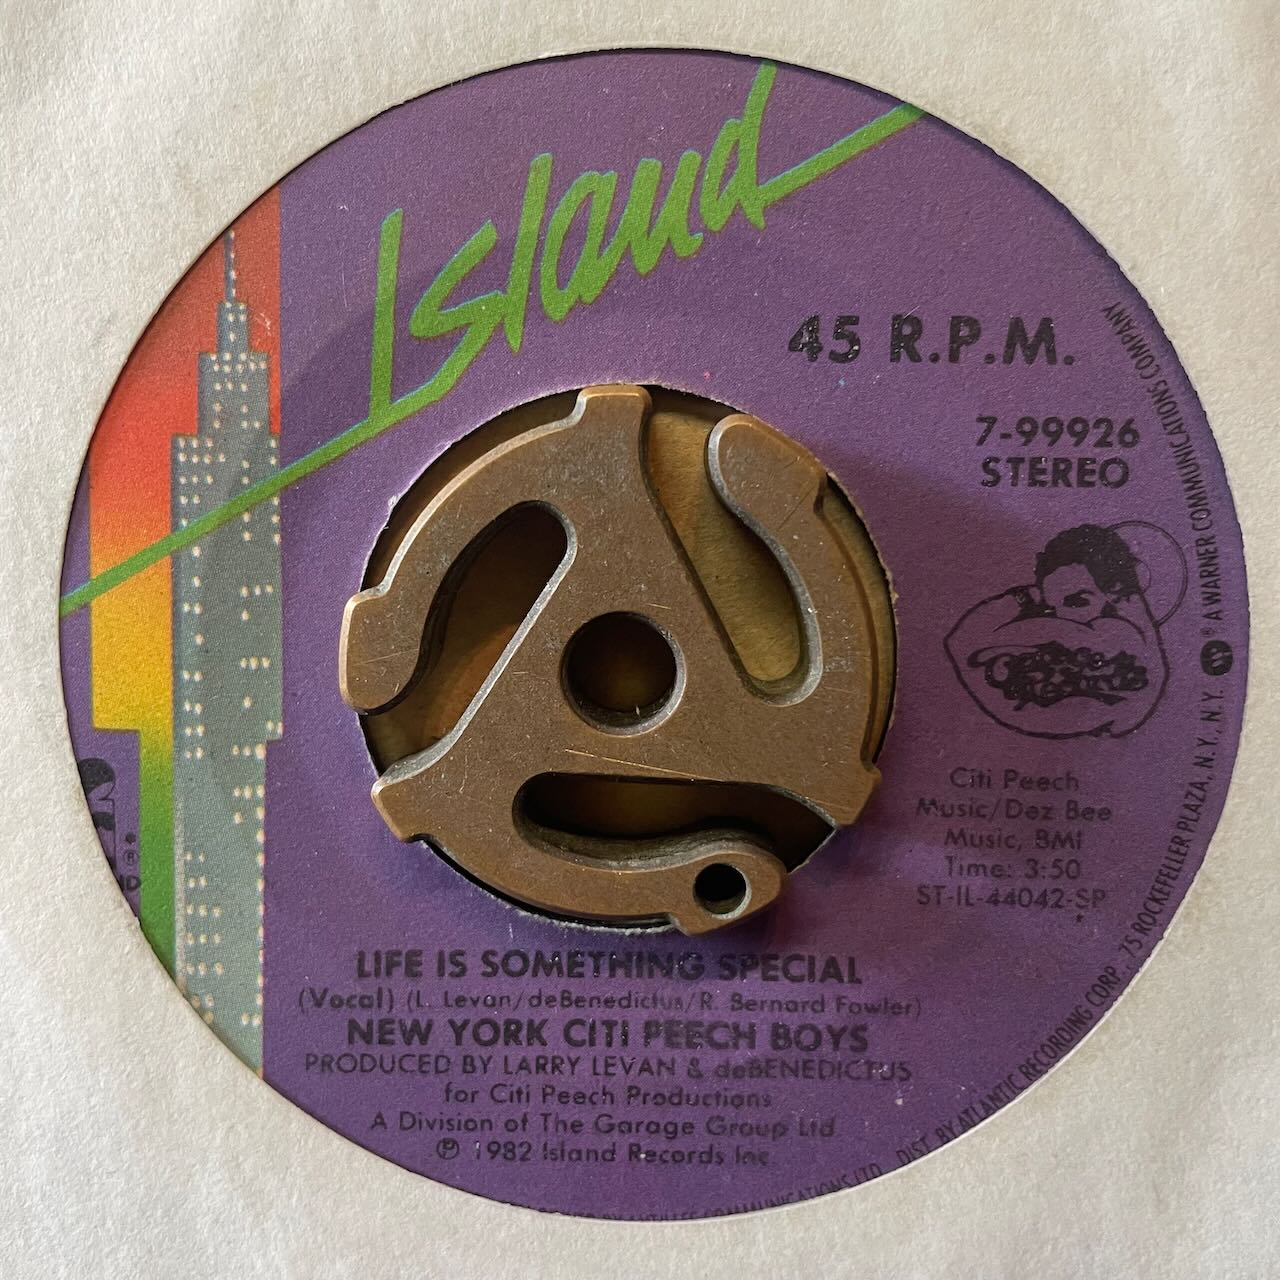 Island
45 R.P.M.
7-99926
STEREO
Citi Peech
Music/Dez Bee
Music, BMI
Time: 3:50
ST-IL-44042-SP
LIFE IS SOMETHING SPECIAL
(Vocal) (L. Levan/deBenedictus/R. Bernard Fowler)
NEW YORK CITI PEECH BOYS
PRODUCED BY LARRY LEVAN & deBENEDICTUS
for Citi Peech Productions
A Division of The Garage Group Ltd
℗ 1982 Island Records Inc.
COMMUNICATIONS LTD. DIST. BY ATLANTIC RECORDING CORP., 75 ROCKEFELLER PLAZA, N.Y., N.Y. ® A WARNER COMMUNICATIONS COMPANY